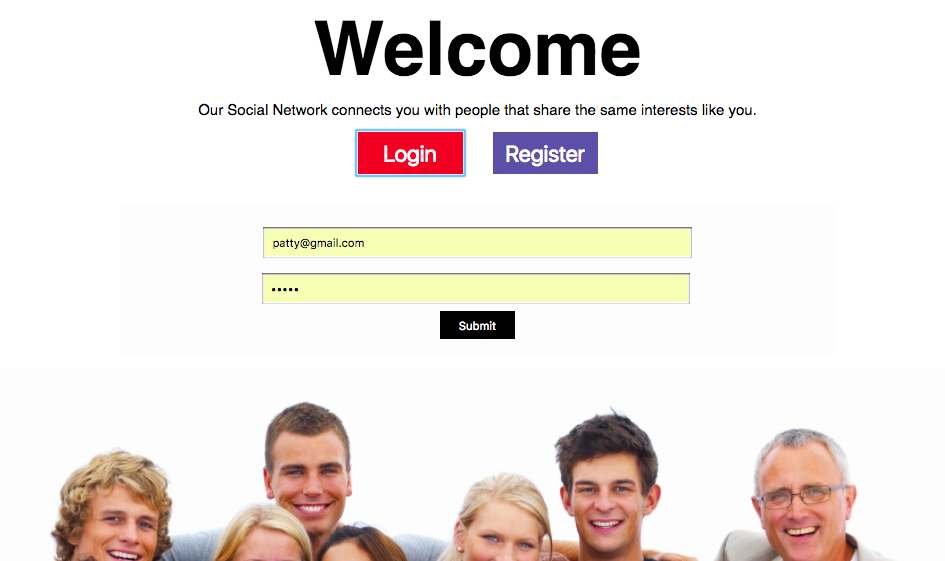 Welcome
Our Social Network connects you with people that share the same interests like you.
Login Register
patty@gmail.com
•••••
Submit